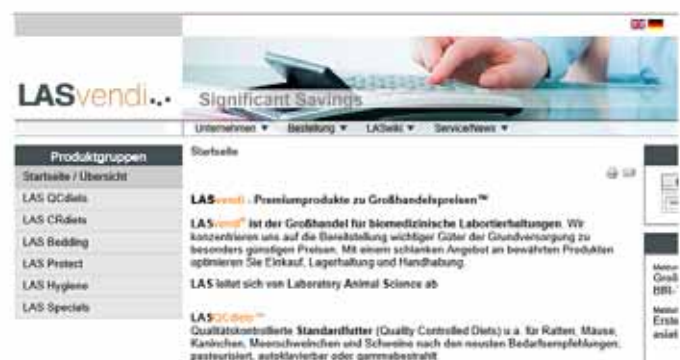 LASvendi...
Significant Savings
Unternehmen Bestellung LASwiki Service/News
Produktgruppen
Startseite / Übersicht
LAS QCdiets
LAS CRdiets
LAS Bedding
LAS Protect
LAS Hygiene
LAS Specials
Startseite
LASvendi - Premiumprodukte zu Großhandelspreisen™
LASvendi® ist der Großhandel für biomedizinische Labortierhaltungen. Wir
konzentrieren uns auf die Bereitstellung wichtiger Güter der Grundversorgung zu
besonders günstigen Preisen. Mit einem schlanken Angebot an bewährten Produkten
optimieren Sie Einkauf, Lagerhaltung und Handhabung.
LAS leitet sich von Laboratory Animal Science ab
LASQCdiets™
Qualitätskontrollierte Standardfutter (Quality Controlled Diets) u.a. für Ratten, Mäuse,
Kaninchen, Meerschweinchen und Schweine nach den neusten Bedarfsempfehlungen,
pasteurisiert, autoklavierbar oder gammabestrahlt
Groß
BIR-
Erste
asiat